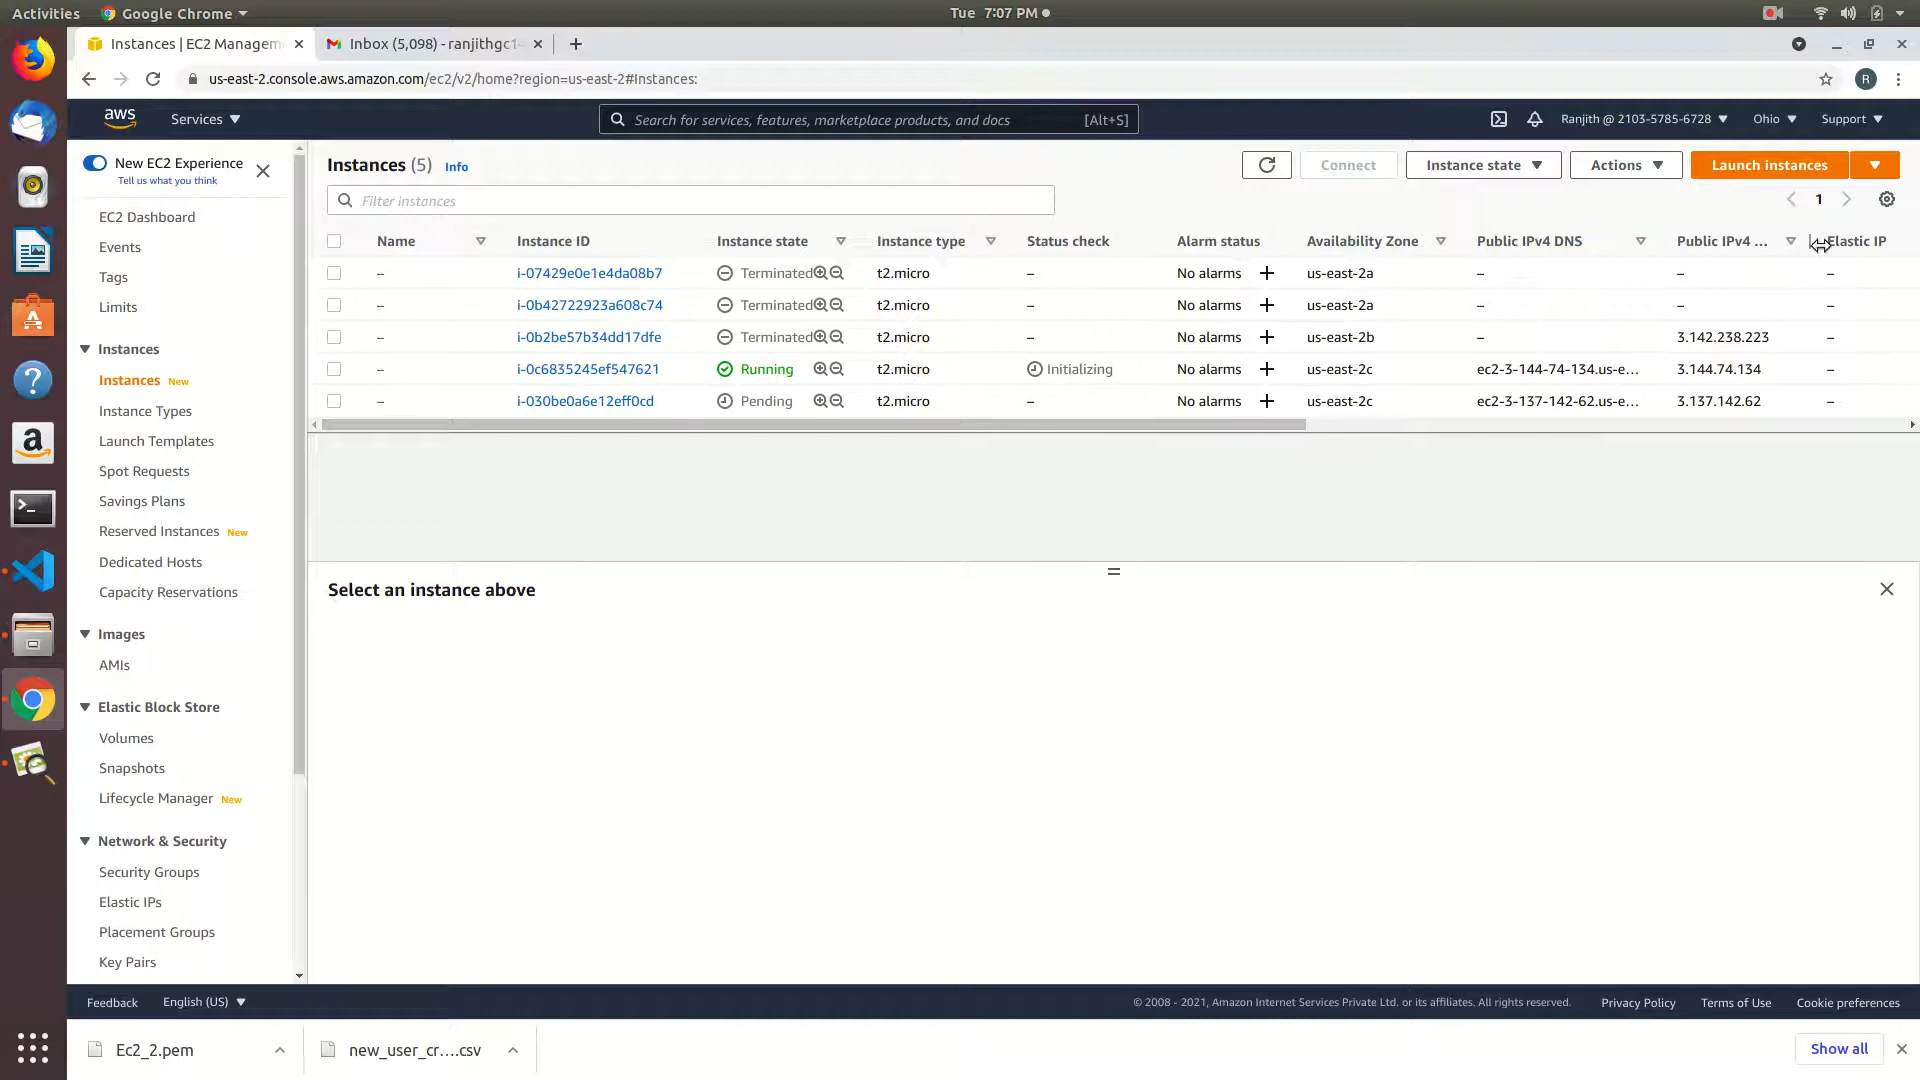 Activities Google Chrome Tue 7:07 PM
Instances | EC2 Managem Inbox (5,098) - ranjithgc1
us-east-2.console.aws.amazon.com/ec2/v2/home?region=us-east-2#Instances: R
aws Services Search for services, features, marketplace products, and docs [Alt+S] Ranjith @ 2103-5785-6728 Ohio Support
New EC2 Experience
Tell us what you think
EC2 Dashboard
Events
Tags
Limits
Instances
Instances New
Instance Types
Launch Templates
Spot Requests
Savings Plans
Reserved Instances New
Dedicated Hosts
Capacity Reservations
Images
AMIs
Elastic Block Store
Volumes
Snapshots
Lifecycle Manager New
Network & Security
Security Groups
Elastic IPs
Placement Groups
Key Pairs
Instances (5) Info Connect Instance state Actions Launch instances
Filter instances 1
Name Instance ID Instance state Instance type Status check Alarm status Availability Zone Public IPv4 DNS Public IPv4 ... Elastic IP
– i-07429e0e1e4da08b7 Terminated t2.micro – No alarms + us-east-2a – – –
– i-0b42722923a608c74 Terminated t2.micro – No alarms + us-east-2a – – –
– i-0b2be57b34dd17dfe Terminated t2.micro – No alarms + us-east-2b – 3.142.238.223 –
– i-0c6835245ef547621 Running t2.micro Initializing No alarms + us-east-2c ec2-3-144-74-134.us-e... 3.144.74.134 –
– i-030be0a6e12eff0cd Pending t2.micro – No alarms + us-east-2c ec2-3-137-142-62.us-e... 3.137.142.62 –
Select an instance above
Feedback English (US) © 2008 - 2021, Amazon Internet Services Private Ltd. or its affiliates. All rights reserved. Privacy Policy Terms of Use Cookie preferences
Ec2_2.pem new_user_cr....csv Show all